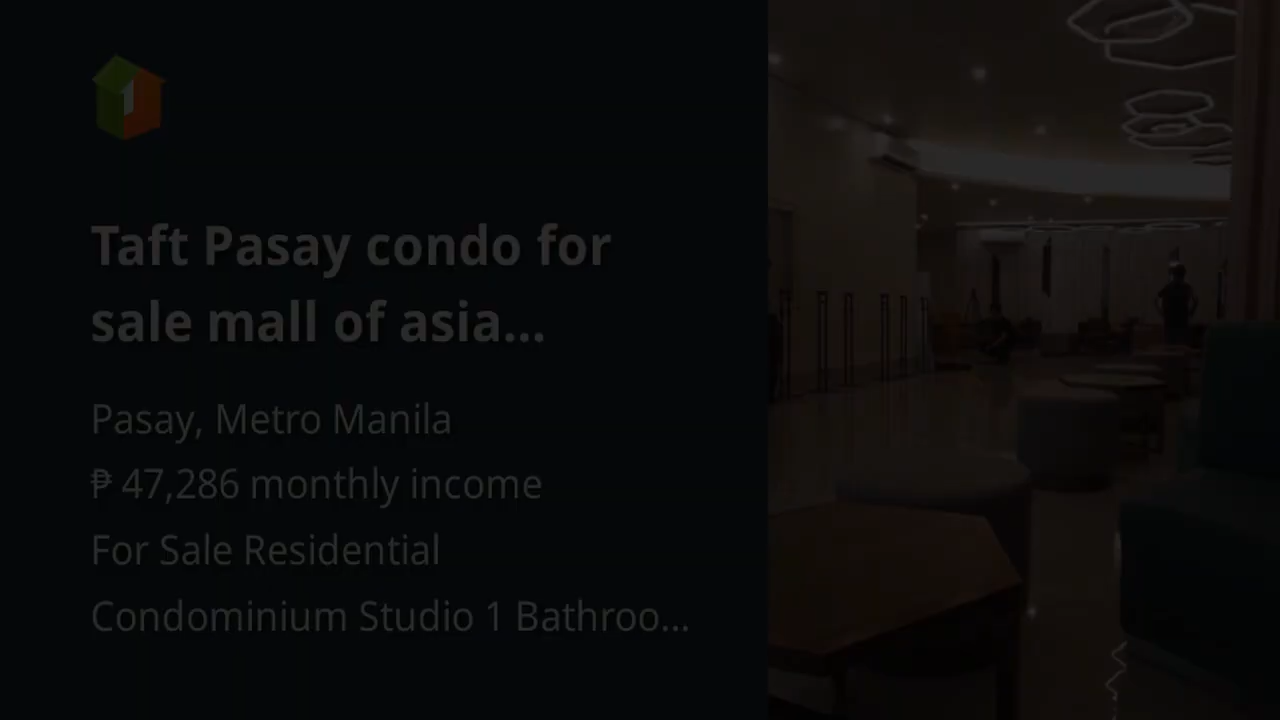 Taft Pasay condo for
sale mall of asia...
Pasay, Metro Manila
₱ 47,286 monthly income
For Sale Residential
Condominium Studio 1 Bathroo...